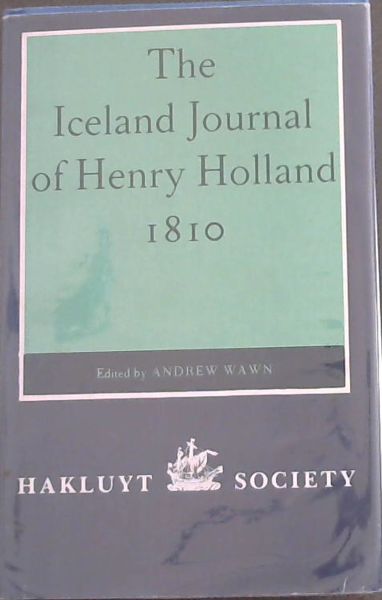 The
Iceland Journal
of Henry Holland
1810
Edited by ANDREW WAWN
HAKLUYT SOCIETY